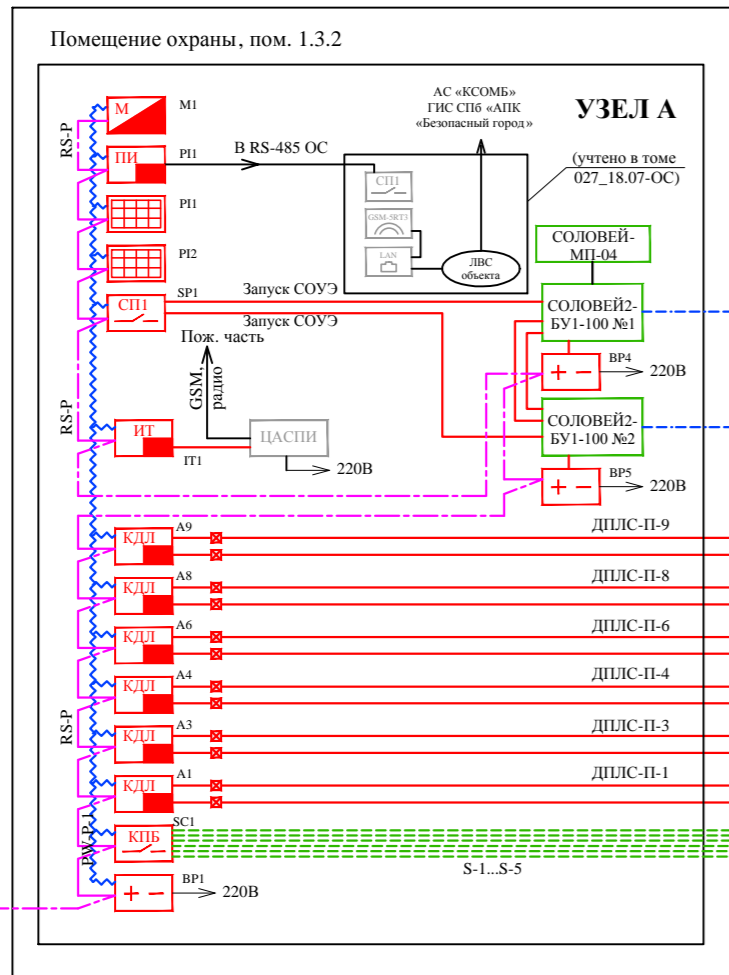 Помещение охраны, пом. 1.3.2
УЗЕЛ А
АС «КСОМБ»
ГИС СПб «АПК
«Безопасный город»
(учтено в томе
027_18.07-ОС)
М
М1
RS-P
ПИ
PI1
В RS-485 ОС
СП1
GSM-5RT3
LAN
ЛВС
объекта
PI1
PI2
СП1
SP1
Запуск СОУЭ
Запуск СОУЭ
СОЛОВЕЙ-
МП-04
СОЛОВЕЙ2-
БУ1-100 №1
BP4
220В
СОЛОВЕЙ2-
БУ1-100 №2
BP5
220В
Пож. часть
GSM,
радио
RS-P
ИТ
IT1
ЦАСПИ
220В
КДЛ
A9
ДПЛС-П-9
КДЛ
A8
ДПЛС-П-8
КДЛ
A6
ДПЛС-П-6
КДЛ
A4
ДПЛС-П-4
RS-P
КДЛ
A3
ДПЛС-П-3
КДЛ
A1
ДПЛС-П-1
PW-P.1
КПБ
SC1
S-1...S-5
BP1
220В